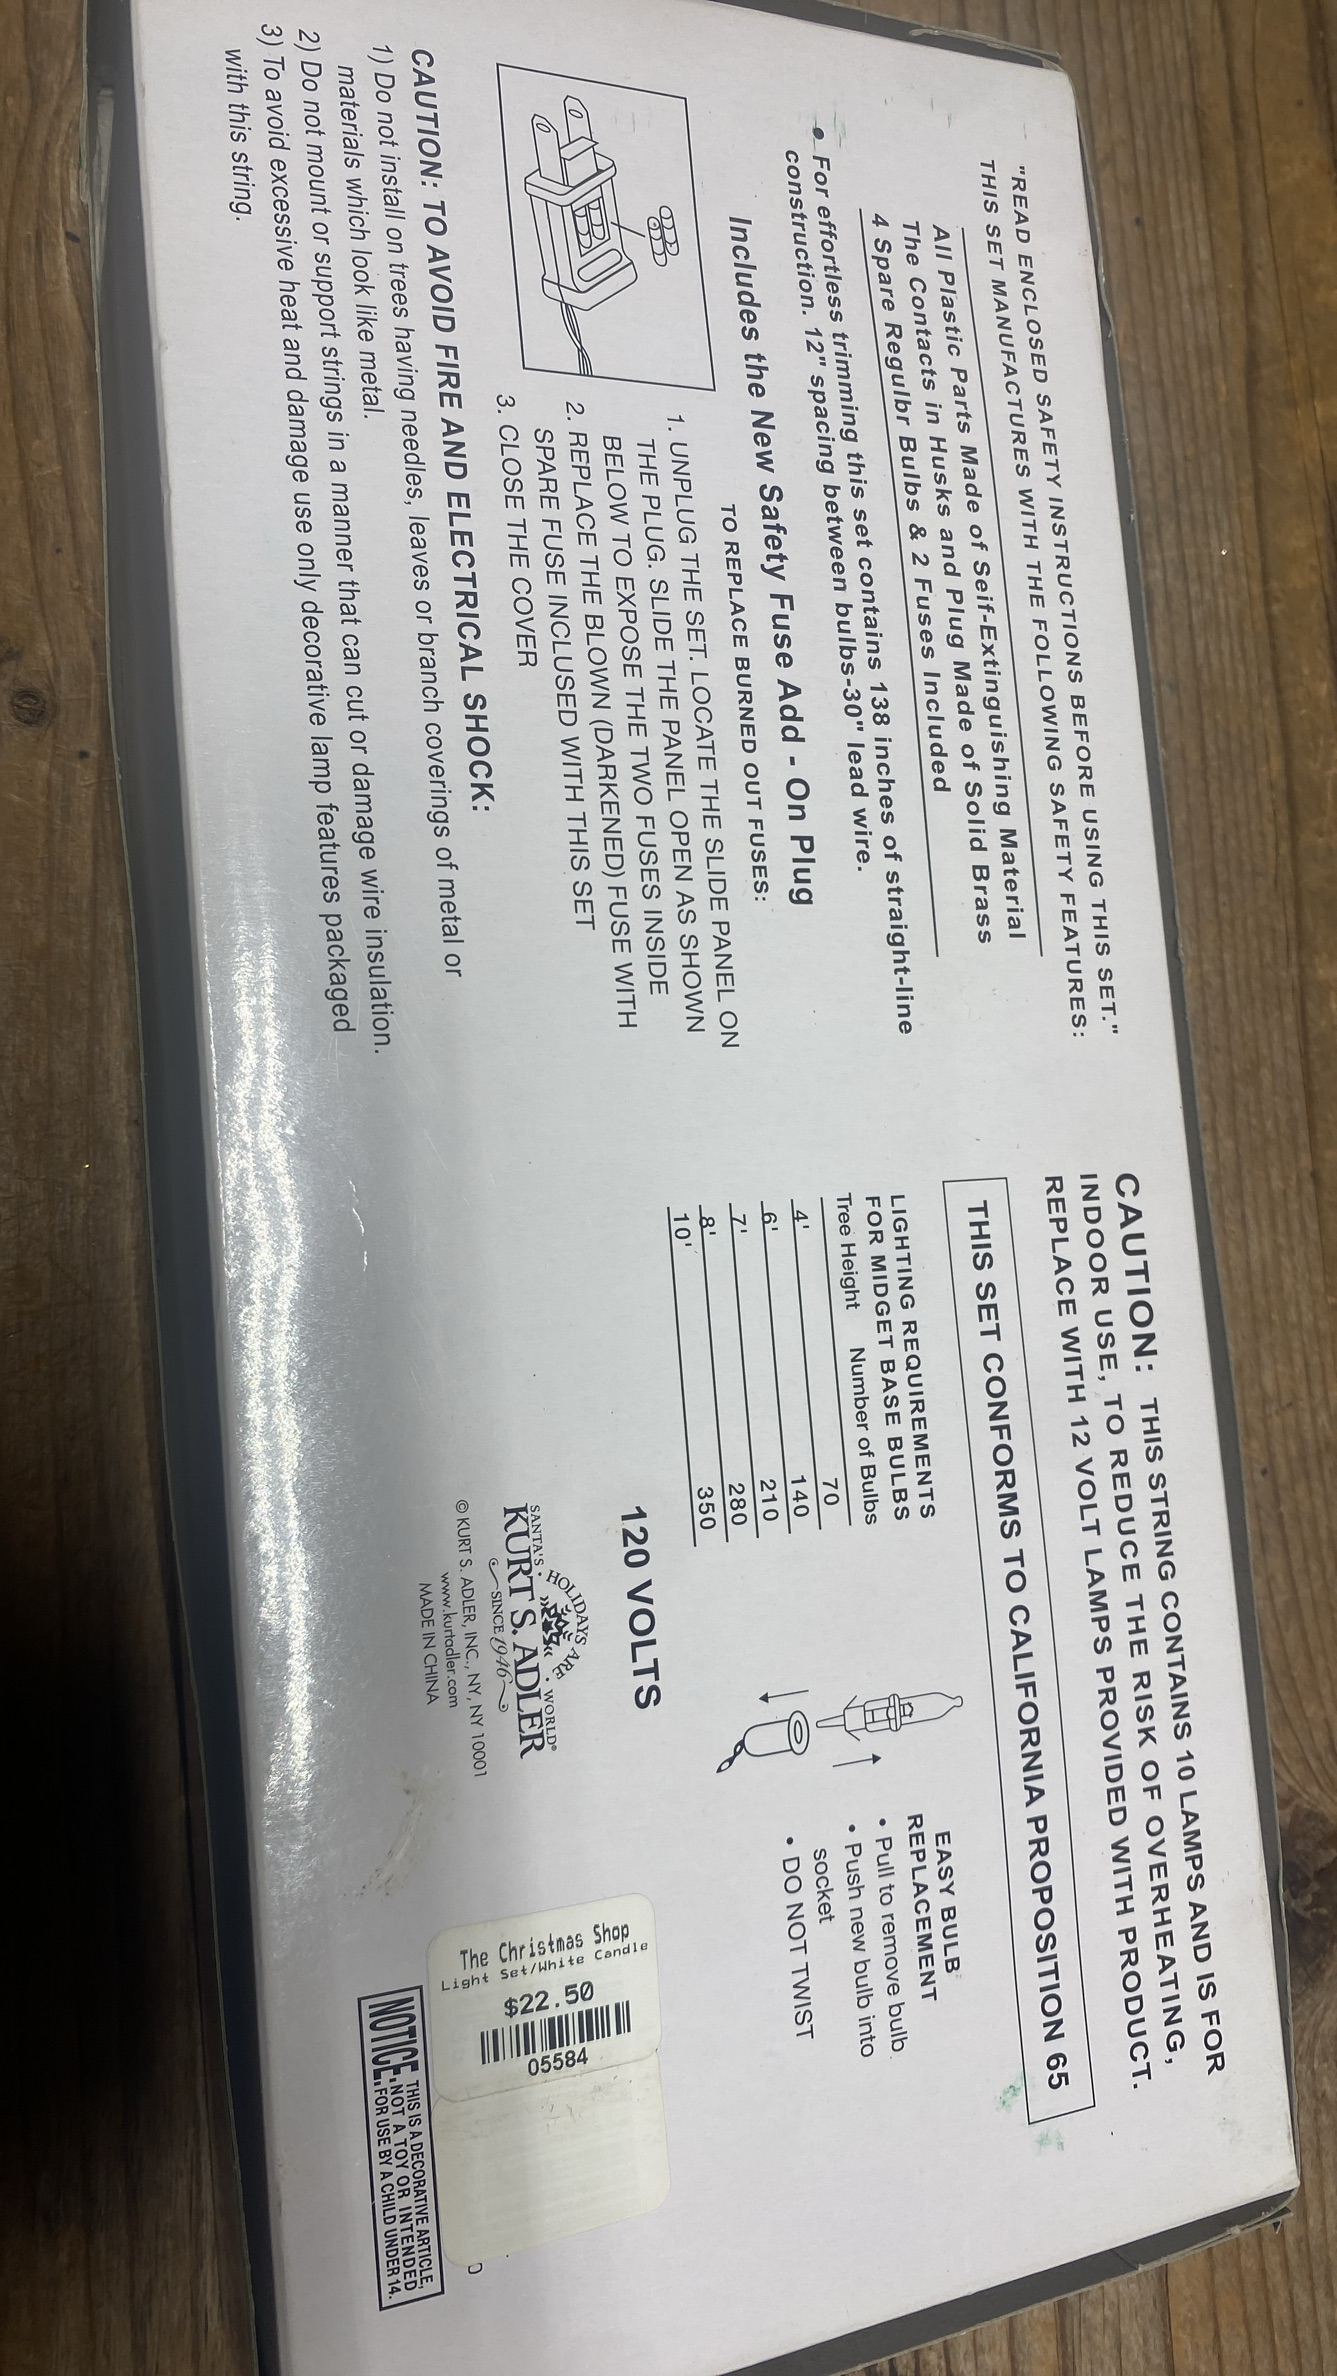 "READ ENCLOSED SAFETY INSTRUCTIONS BEFORE USING THIS SET."
THIS SET MANUFACTURES WITH THE FOLLOWING SAFETY FEATURES:
All Plastic Parts Made of Seif-Extinguishing Material
The Contacts in Husks and Plug Made of Solid Brass
4 Spare Regulbr Bulbs & 2 Fuses Included
• For effortless trimming this set contains 138 inches of straight-line
construction. 12" spacing between bulbs-30" lead wire.
Includes the New Safety Fuse Add - On Plug
TO REPLACE BURNED OUT FUSES:
1. UNPLUG THE SET. LOCATE THE SLIDE PANEL ON
THE PLUG. SLIDE THE PANEL OPEN AS SHOWN
BELOW TO EXPOSE THE TWO FUSES INSIDE
2. REPLACE THE BLOWN (DARKENED) FUSE WITH
SPARE FUSE INCLUSED WITH THIS SET
3. CLOSE THE COVER
CAUTION: TO AVOID FIRE AND ELECTRICAL SHOCK:
1) Do not install on trees having needles, leaves or branch coverings of metal or
materials which look like metal.
2) Do not mount or support strings in a manner that can cut or damage wire insulation.
3) To avoid excessive heat and damage use only decorative lamp features packaged
with this string.
CAUTION: THIS STRING CONTAINS 10 LAMPS AND IS FOR
INDOOR USE, TO REDUCE THE RISK OF OVERHEATING,
REPLACE WITH 12 VOLT LAMPS PROVIDED WITH PRODUCT.
THIS SET CONFORMS TO CALIFORNIA PROPOSITION 65
LIGHTING REQUIREMENTS
FOR MIDGET BASE BULBS
Tree Height Number of Bulbs
4' 70
6' 140
7' 210
8' 280
10' 350
EASY BULB
REPLACEMENT
• Pull to remove bulb
• Push new bulb into
socket
• DO NOT TWIST
120 VOLTS
HOLIDAYS ARE
SANTA'S · · WORLD®
KURT S. ADLER
SINCE 1946
© KURT S. ADLER, INC., NY, NY 10001
www.kurtadler.com
MADE IN CHINA
The Christmas Shop
Light Set/White Candle
$22.50
05584
NOTICE: THIS IS A DECORATIVE ARTICLE,
NOT A TOY OR INTENDED
FOR USE BY A CHILD UNDER 14.